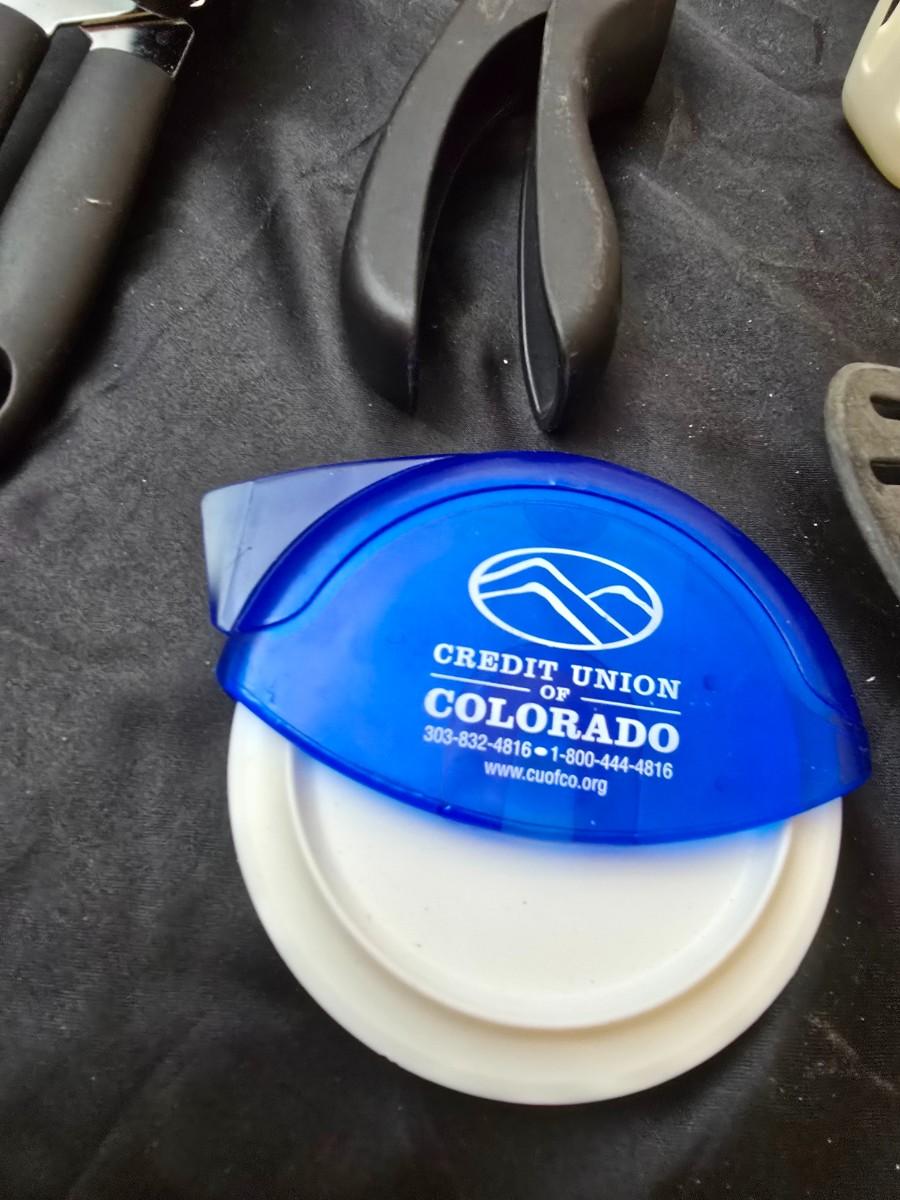 CREDIT UNION
OF
COLORADO
303-832-4816 • 1-800-444-4816
www.cuofco.org